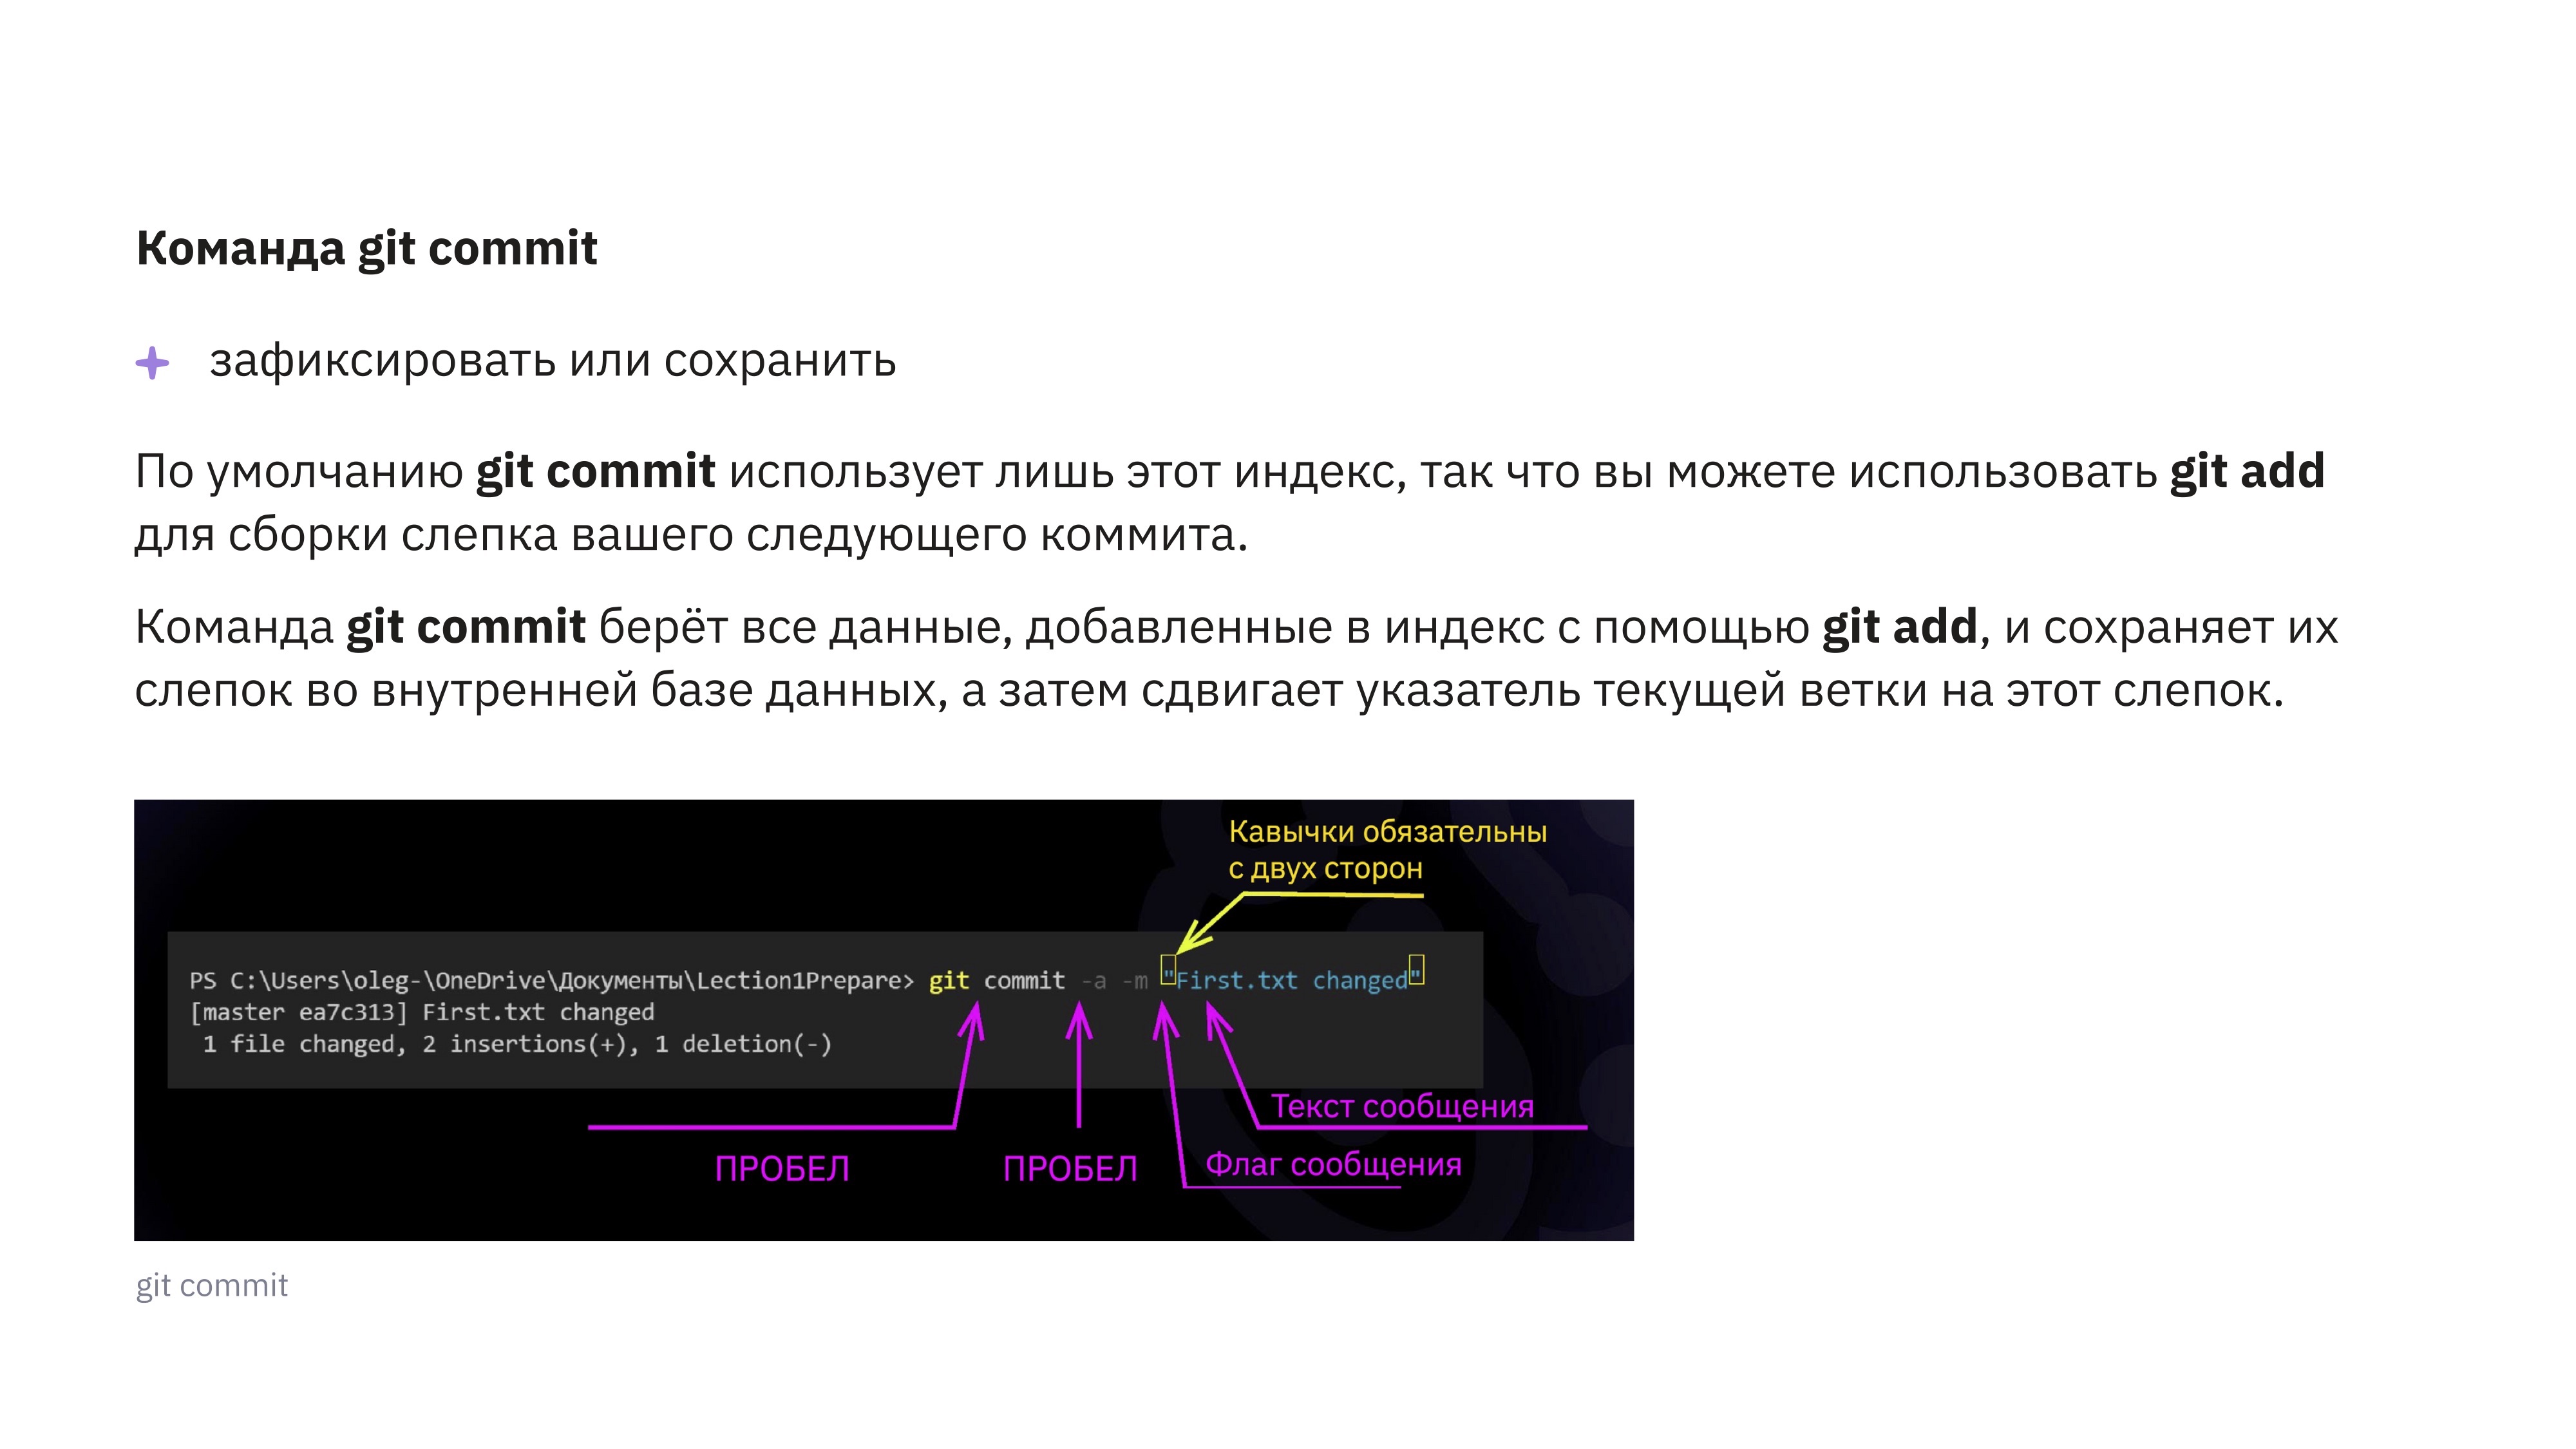 Команда git commit
зафиксировать или сохранить
По умолчанию git commit использует лишь этот индекс, так что вы можете использовать git add
для сборки слепка вашего следующего коммита.
Команда git commit берёт все данные, добавленные в индекс с помощью git add, и сохраняет их
слепок во внутренней базе данных, а затем сдвигает указатель текущей ветки на этот слепок.
Кавычки обязательны
с двух сторон
PS C:\Users\oleg-\OneDrive\Документы\Lection1Prepare> git commit -a -m "First.txt changed"
[master ea7c313] First.txt changed
1 file changed, 2 insertions(+), 1 deletion(-)
Текст сообщения
ПРОБЕЛ
ПРОБЕЛ
Флаг сообщения
git commit